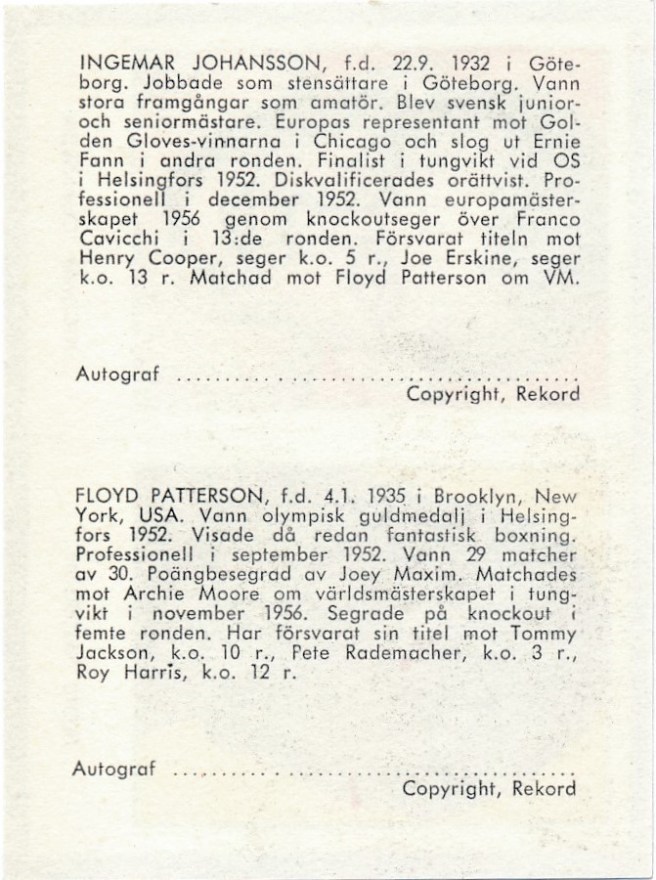 INGEMAR JOHANSSON, f.d. 22.9. 1932 i Göte-
borg. Jobbade som stensättare i Göteborg. Vann
stora framgångar som amatör. Blev svensk junior-
och seniormästare. Europas representant mot Gol-
den Gloves-vinnarna i Chicago och slog ut Ernie
Fann i andra ronden. Finalist i tungvikt vid OS
i Helsingfors 1952. Diskvalificerades orättvist. Pro-
fessionell i december 1952. Vann europamäster-
skapet 1956 genom knockoutseger över Franco
Cavicchi i 13:de ronden. Försvarat titeln mot
Henry Cooper, seger k.o. 5 r., Joe Erskine, seger
k.o. 13 r. Matchad mot Floyd Patterson om VM.
Autograf ........................................
Copyright, Rekord
FLOYD PATTERSON, f.d. 4.1. 1935 i Brooklyn, New
York, USA. Vann olympisk guldmedalj i Helsing-
fors 1952. Visade då redan fantastisk boxning.
Professionell i september 1952. Vann 29 matcher
av 30. Poängbesegrad av Joey Maxim. Matchades
mot Archie Moore om världsmästerskapet i tung-
vikt i november 1956. Segrade på knockout i
femte ronden. Har försvarat sin titel mot Tommy
Jackson, k.o. 10 r., Pete Rademacher, k.o. 3 r.,
Roy Harris, k.o. 12 r.
Autograf ........................................
Copyright, Rekord